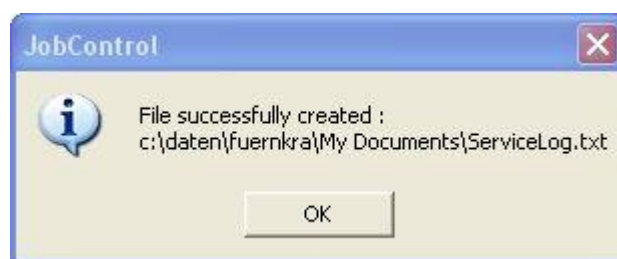 JobControl
File successfully created :
c:\daten\fuernkra\My Documents\ServiceLog.txt
OK